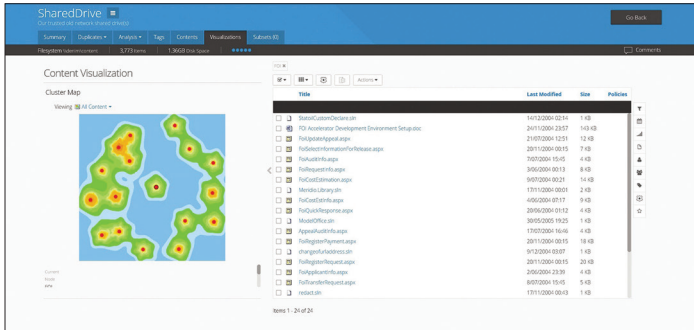 SharedDrive
Our trusted old network shared drive(s)
Go Back
Summary Duplicates Analysis Tags Contents Visualizations Subsets (0)
3,773 Items 1.36GB Disk Space Comments
Content Visualization
Cluster Map
Viewing All Content
Actions
Title Last Modified Size Policies
StatsilCustomDeclare.sln 14/12/2004 02:14 1 KB
FOI Accelerator Development Environment Setup.doc 24/11/2004 23:57 143 KB
FoiUpdateAppeal.aspx 21/07/2004 12:51 12 KB
FoiSelectInformationForRelease.aspx 20/11/2004 00:15 7 KB
FoiAuditInfo.aspx 7/07/2004 15:45 4 KB
FoiRequestInfo.aspx 3/06/2004 00:13 8 KB
FoiCostEstimation.aspx 9/07/2004 00:21 14 KB
Meridio.Library.sln 17/11/2004 00:01 2 KB
FoiCostEstInfo.aspx 4/06/2004 07:17 9 KB
FoiQuickResponse.aspx 20/06/2004 01:12 4 KB
ModelOffice.sln 30/05/2005 19:25 1 KB
AppealAuditInfo.aspx 17/07/2004 16:46 4 KB
FoiRegisterPayment.aspx 20/11/2004 00:15 18 KB
changeofurladdress.sln 9/12/2004 03:07 1 KB
FoiRegisterRequest.aspx 20/11/2004 00:15 20 KB
FoiApplicantInfo.aspx 2/06/2004 23:39 4 KB
FoiTransferRequest.aspx 8/07/2004 15:45 5 KB
redact.sln 17/11/2004 00:43 1 KB
Items 1 - 24 of 24